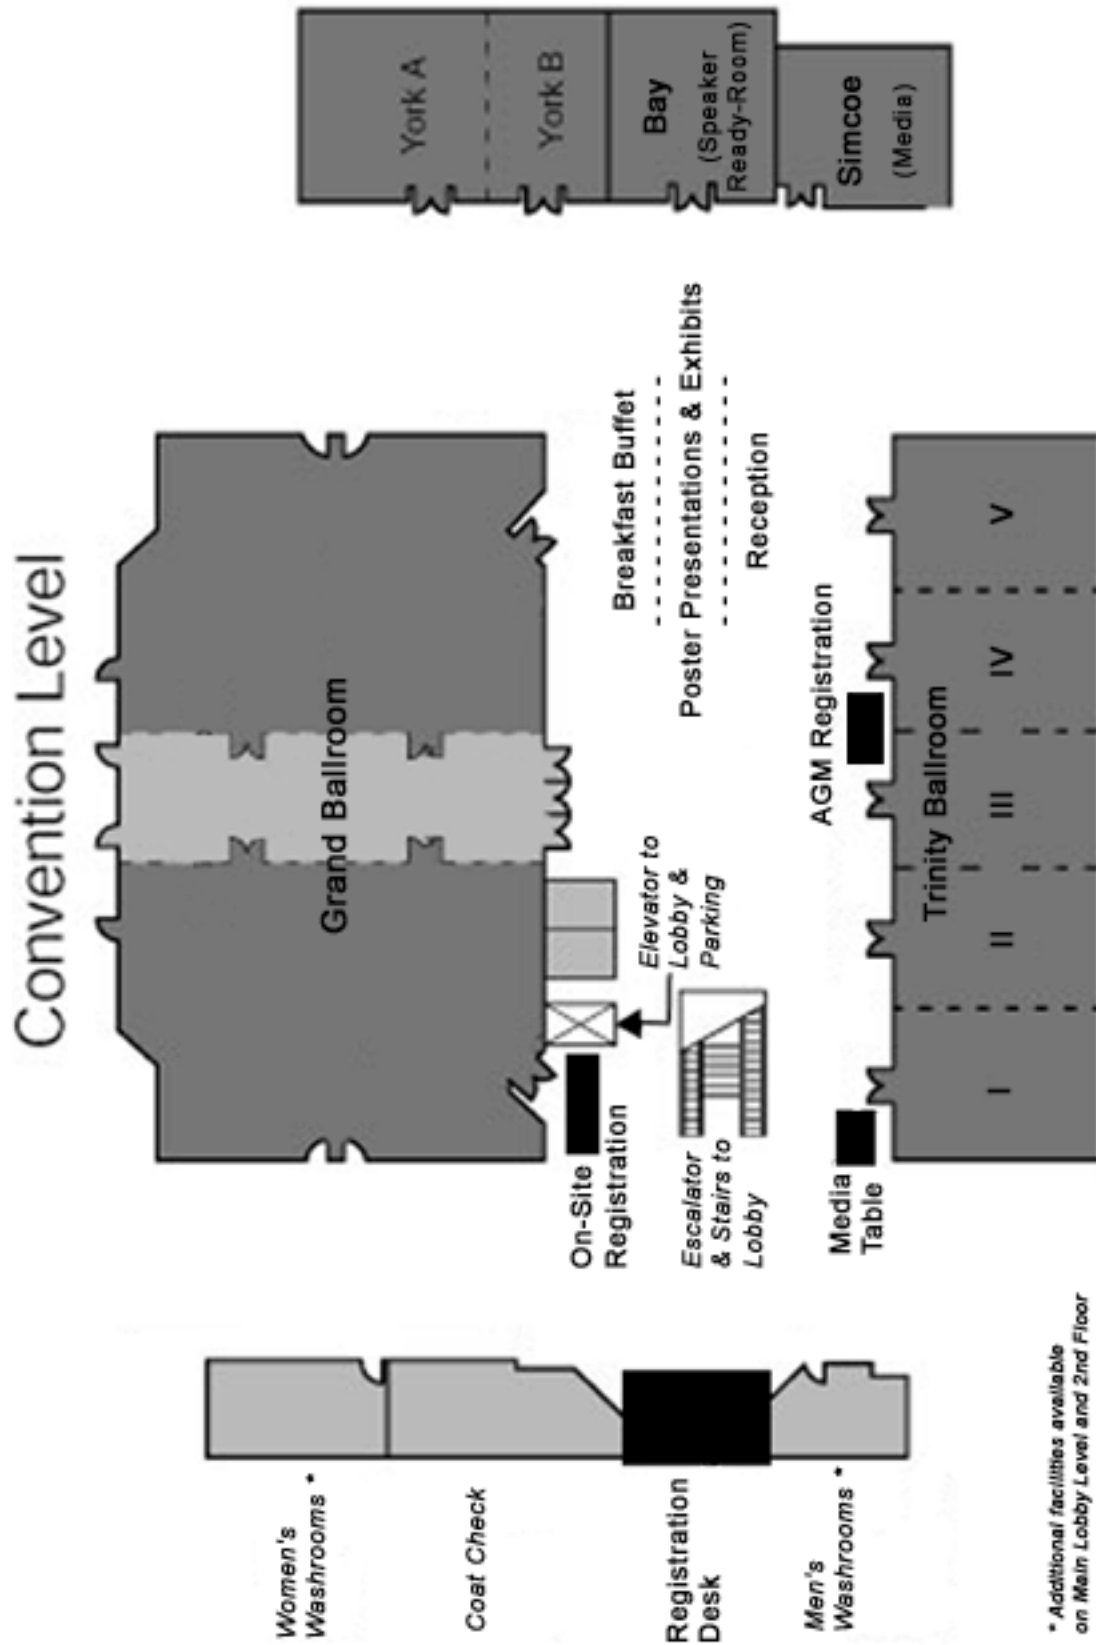 Convention Level
Women's
Washrooms *
Coat Check
Registration
Desk
Men's
Washrooms *
* Additional facilities available
on Main Lobby Level and 2nd Floor
Grand Ballroom
On-Site
Registration
Elevator to
Lobby &
Parking
Escalator
& Stairs to
Lobby
Media
Table
Breakfast Buffet
Poster Presentations & Exhibits
Reception
AGM Registration
Trinity Ballroom
I
II
III
IV
V
York A
York B
Bay
(Speaker
Ready-Room)
Simcoe
(Media)